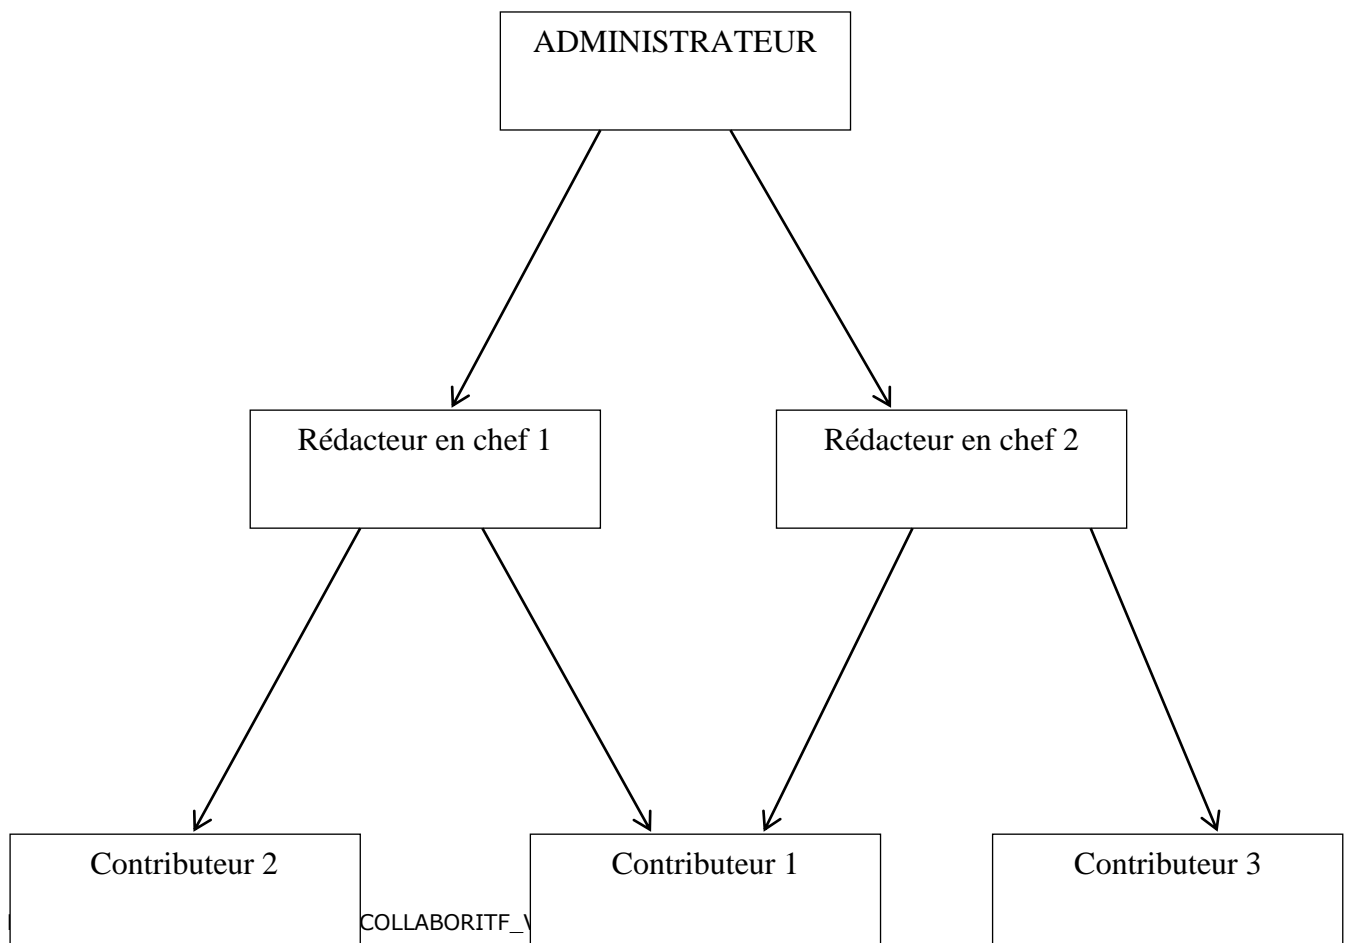 ADMINISTRATEUR
Rédacteur en chef 1
Rédacteur en chef 2
Contributeur 2
Contributeur 1
Contributeur 3
COLLABORITF_